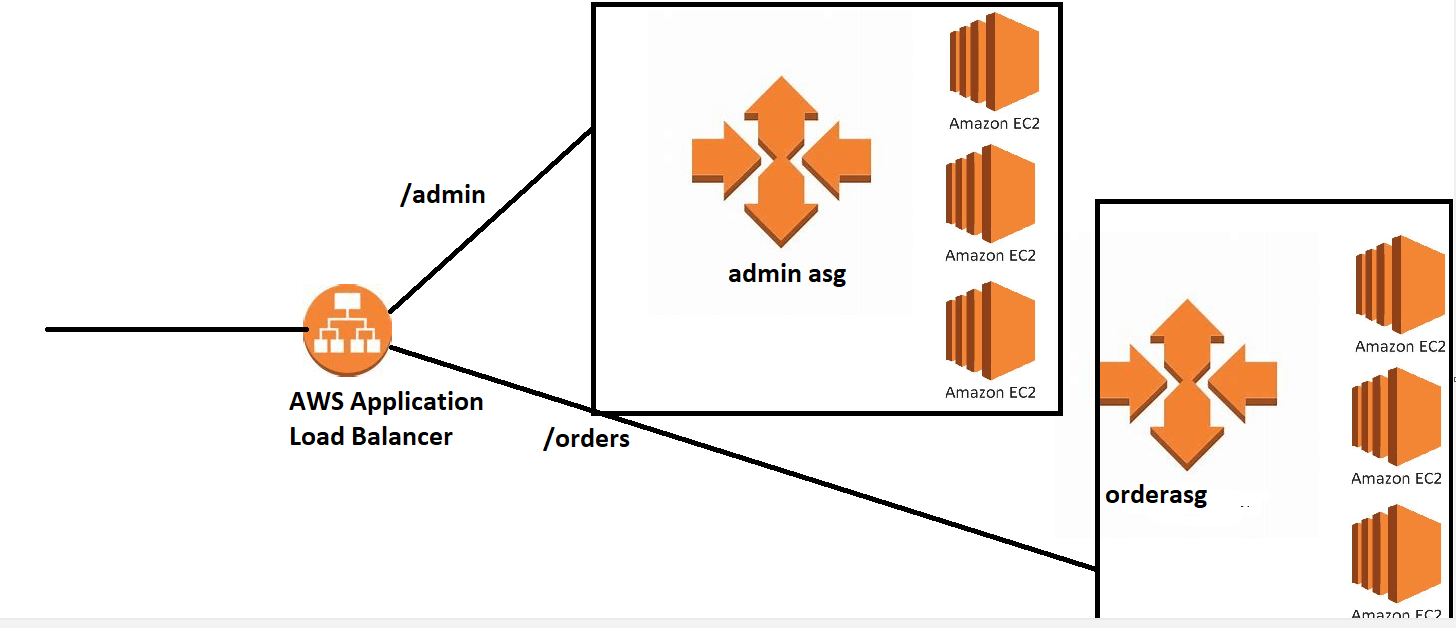 Amazon EC2
/admin
Amazon EC2
admin asg
Amazon EC2
Amazon EC2
AWS Application
Load Balancer
/orders
Amazon EC2
orderasg
Amazon EC2